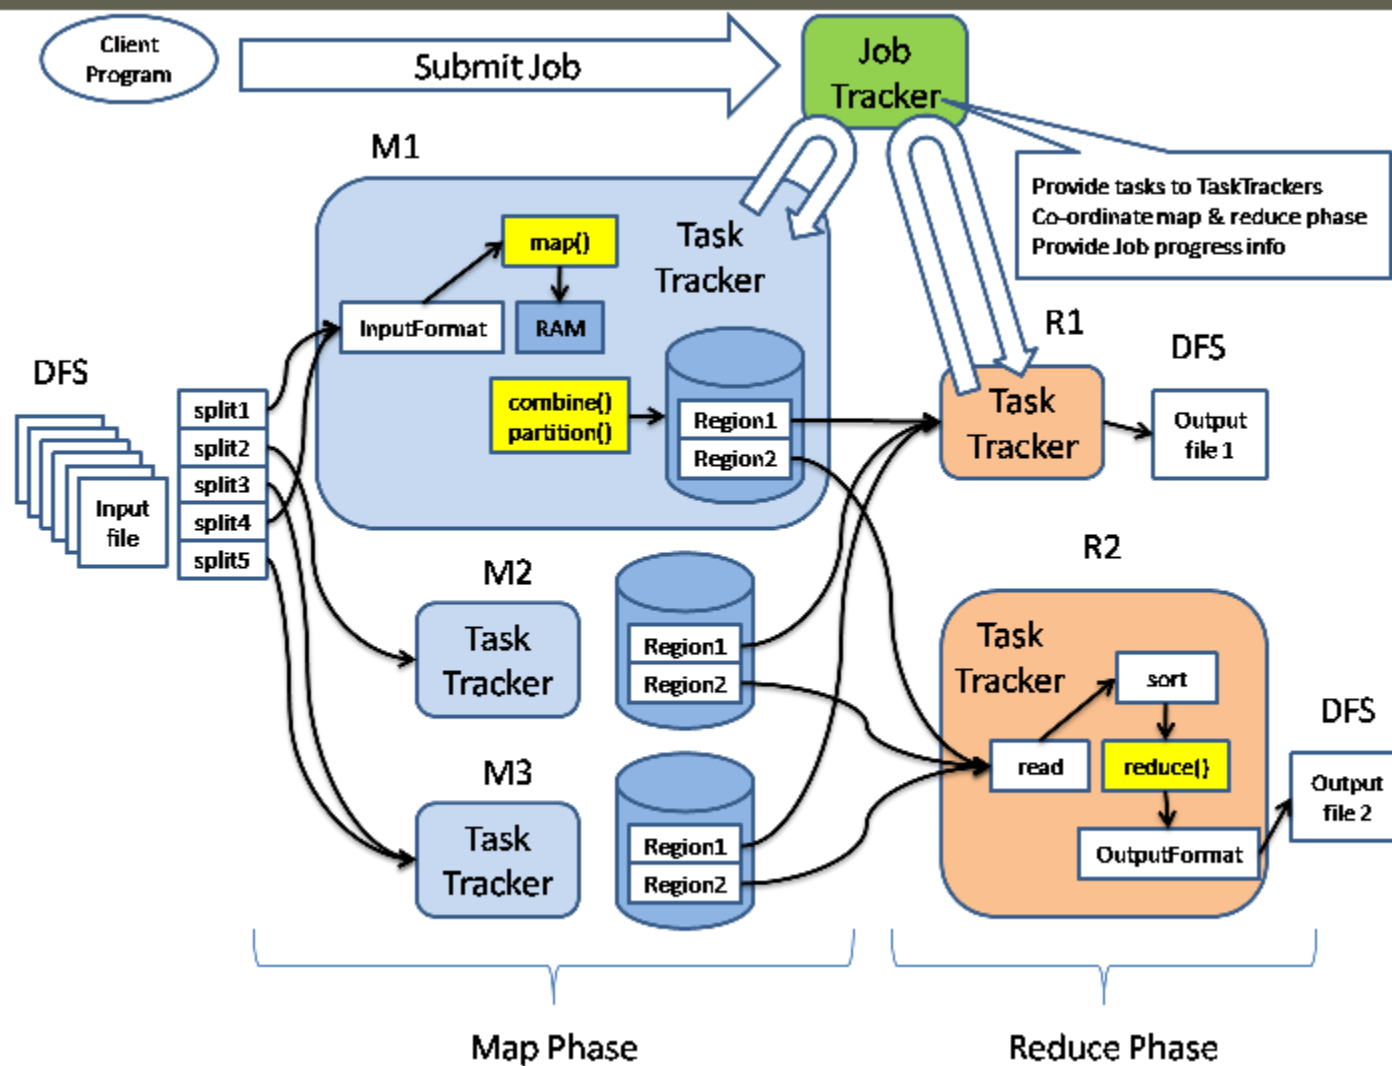 Client
Program
Submit Job
Job
Tracker
Provide tasks to TaskTrackers
Co-ordinate map & reduce phase
Provide Job progress info
M1
Task
Tracker
map()
InputFormat
RAM
combine()
partition()
Region1
Region2
DFS
Input
file
split1
split2
split3
split4
split5
M2
Task
Tracker
Region1
Region2
M3
Task
Tracker
Region1
Region2
R1
Task
Tracker
DFS
Output
file 1
R2
Task
Tracker
sort
read
reduce()
OutputFormat
DFS
Output
file 2
Map Phase
Reduce Phase